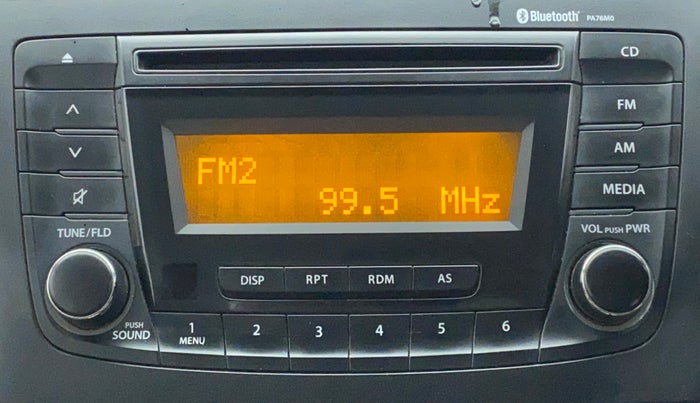 Bluetooth PA76M0
CD
FM
AM
MEDIA
FM2
99.5 MHz
TUNE/FLD
VOL PUSH PWR
DISP RPT RDM AS
PUSH
SOUND
1 2 3 4 5 6
MENU